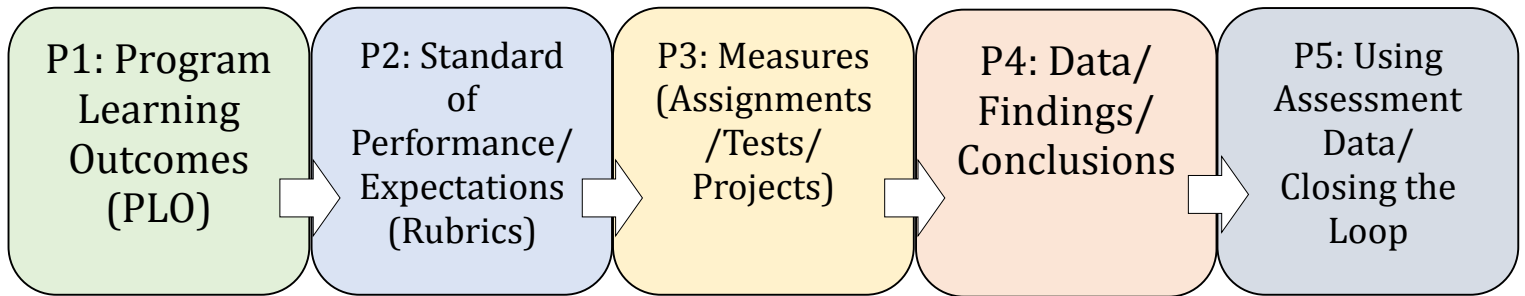 P1: Program
Learning
Outcomes
(PLO)
P2: Standard
of
Performance/
Expectations
(Rubrics)
P3: Measures
(Assignments
/Tests/
Projects)
P4: Data/
Findings/
Conclusions
P5: Using
Assessment
Data/
Closing the
Loop